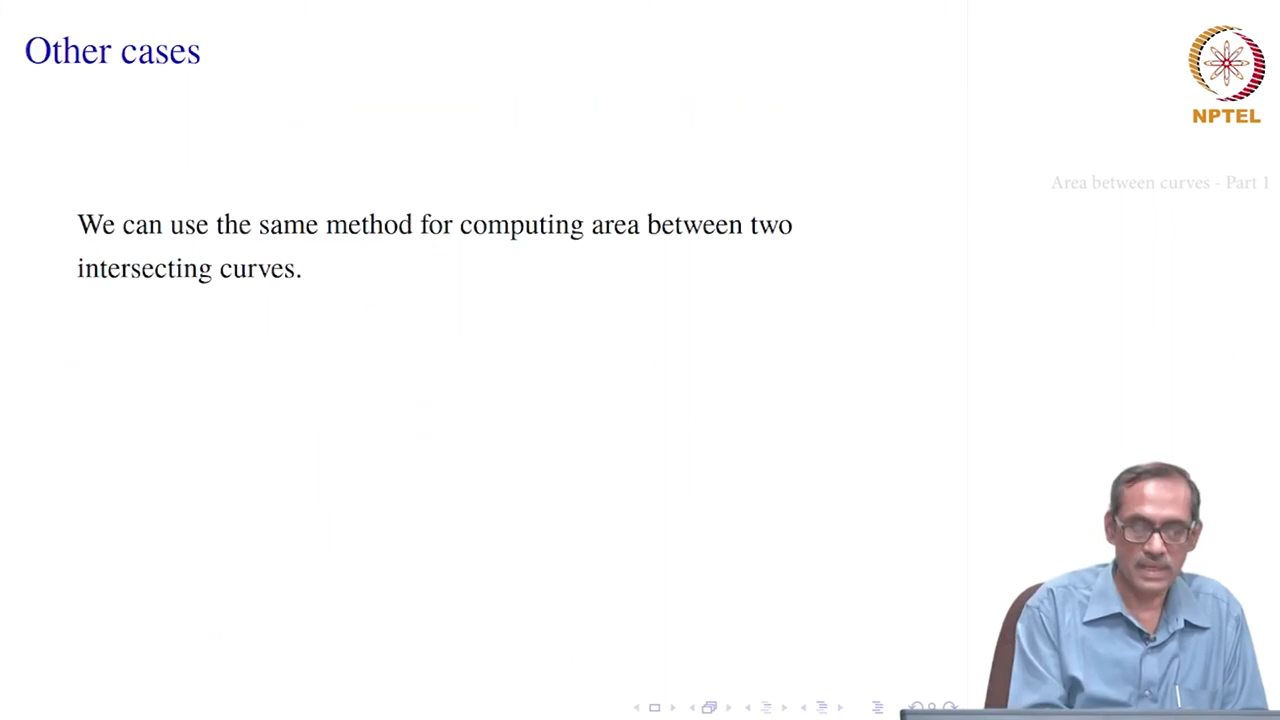 Other cases
NPTEL
Area between curves - Part 1
We can use the same method for computing area between two
intersecting curves.